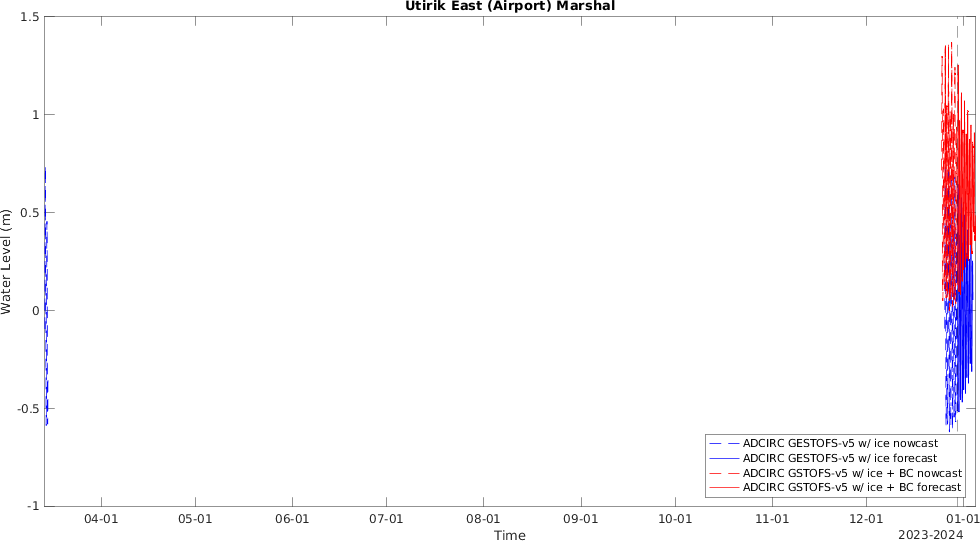 Utirik East (Airport) Marshal
1.5
1
0.5
0
-0.5
-1
Water Level (m)
04-01 05-01 06-01 07-01 08-01 09-01 10-01 11-01 12-01 01-01
Time
2023-2024
ADCIRC GESTOFS-v5 w/ ice nowcast
ADCIRC GESTOFS-v5 w/ ice forecast
ADCIRC GSTOFS-v5 w/ ice + BC nowcast
ADCIRC GSTOFS-v5 w/ ice + BC forecast